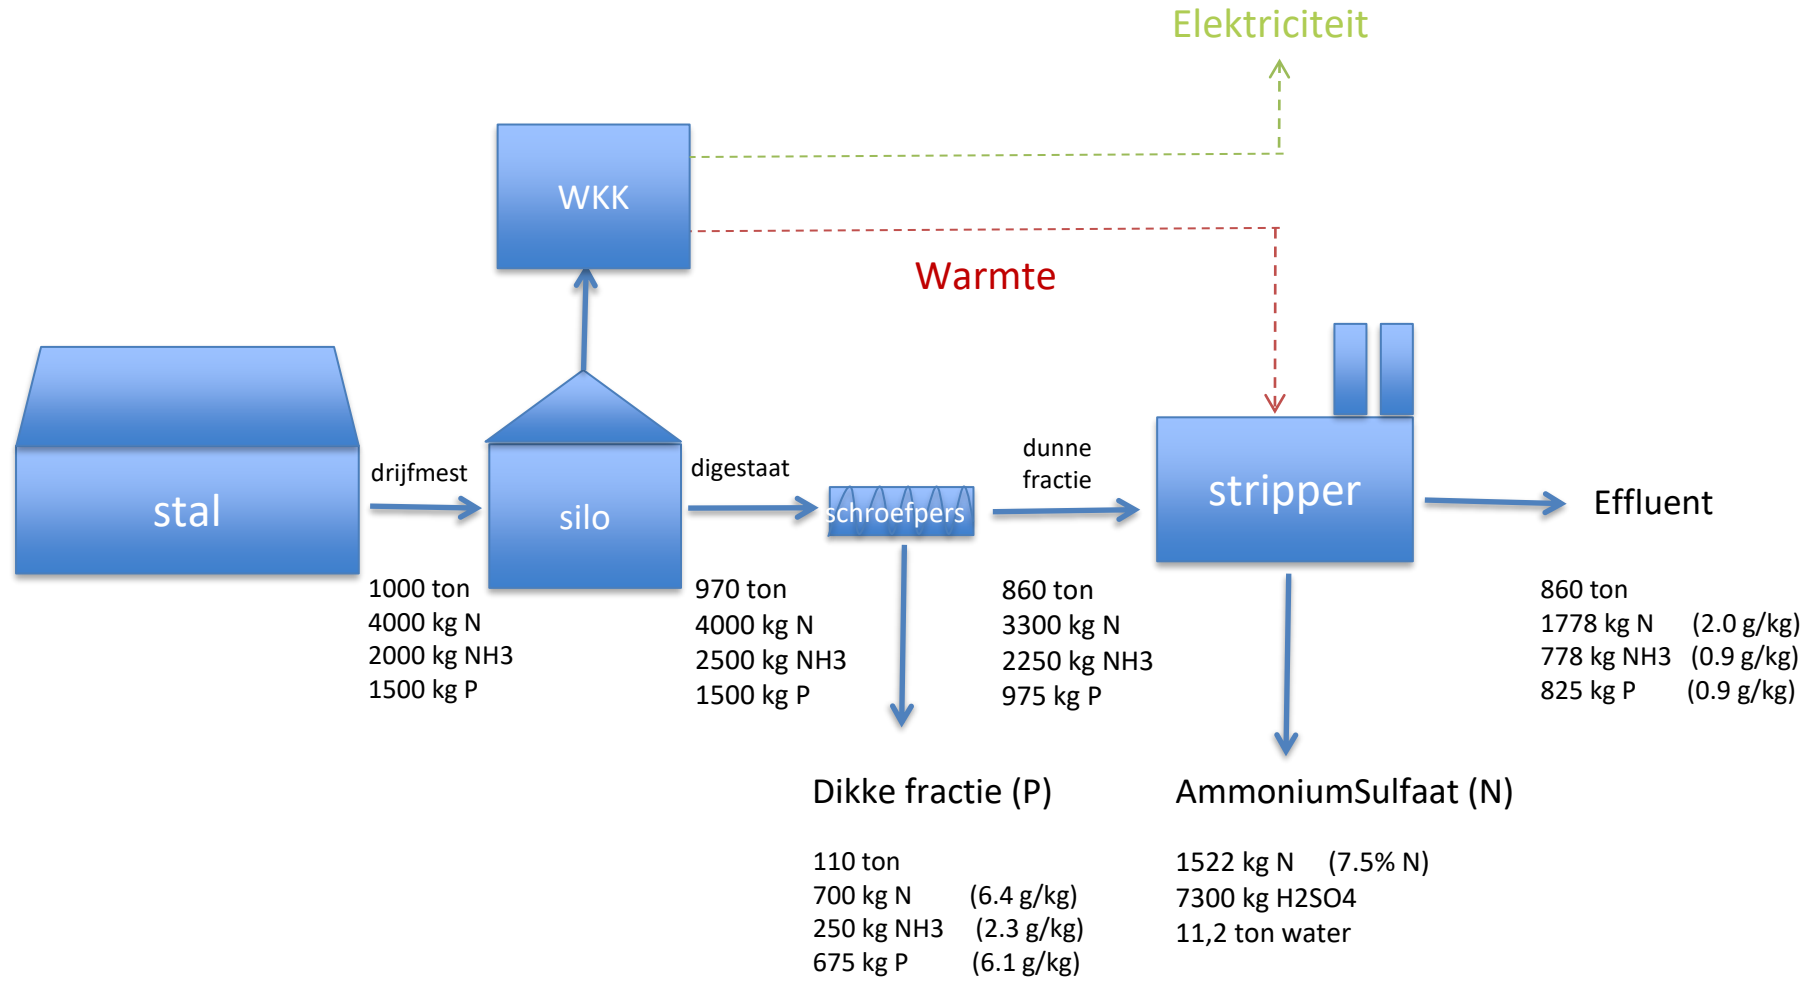 Elektriciteit
WKK
Warmte
stal
drijfmest
silo
digestaat
schroefpers
dunne
fractie
stripper
Effluent
1000 ton
4000 kg N
2000 kg NH3
1500 kg P
970 ton
4000 kg N
2500 kg NH3
1500 kg P
860 ton
3300 kg N
2250 kg NH3
975 kg P
860 ton
1778 kg N (2.0 g/kg)
778 kg NH3 (0.9 g/kg)
825 kg P (0.9 g/kg)
Dikke fractie (P)
110 ton
700 kg N (6.4 g/kg)
250 kg NH3 (2.3 g/kg)
675 kg P (6.1 g/kg)
AmmoniumSulfaat (N)
1522 kg N (7.5% N)
7300 kg H2SO4
11,2 ton water